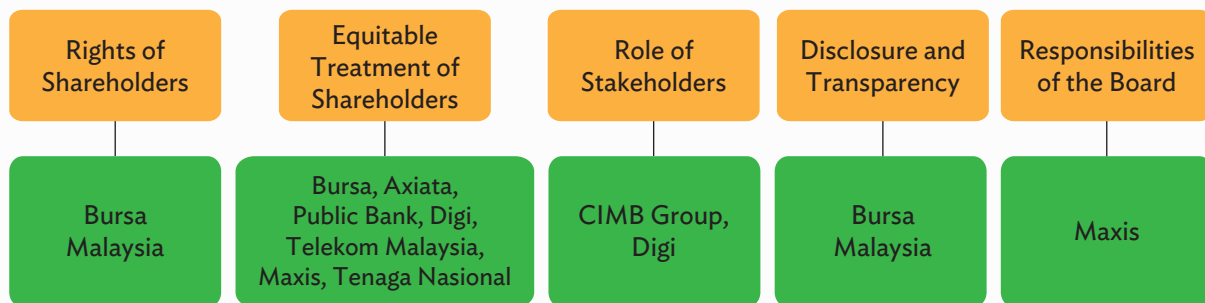 Rights of
Shareholders
Equitable
Treatment of
Shareholders
Role of
Stakeholders
Disclosure and
Transparency
Responsibilities
of the Board
Bursa
Malaysia
Bursa, Axiata,
Public Bank, Digi,
Telekom Malaysia,
Maxis, Tenaga Nasional
CIMB Group,
Digi
Bursa
Malaysia
Maxis